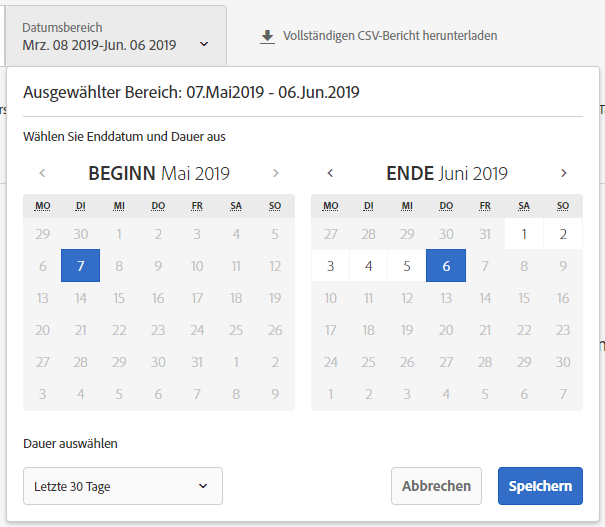 Datumsbereich
Mrz. 08 2019-Jun. 06 2019
Vollständigen CSV-Bericht herunterladen
Ausgewählter Bereich: 07.Mai2019 - 06.Jun.2019
Wählen Sie Enddatum und Dauer aus
BEGINN Mai 2019
MO DI MI DO FR SA SO
29 30 1 2 3 4 5
6 7 8 9 10 11 12
13 14 15 16 17 18 19
20 21 22 23 24 25 26
27 28 29 30 31 1 2
3 4 5 6 7 8 9
ENDE Juni 2019
MO DI MI DO FR SA SO
27 28 29 30 31 1 2
3 4 5 6 7 8 9
10 11 12 13 14 15 16
17 18 19 20 21 22 23
24 25 26 27 28 29 30
1 2 3 4 5 6 7
Dauer auswählen
Letzte 30 Tage
Abbrechen
Speichern